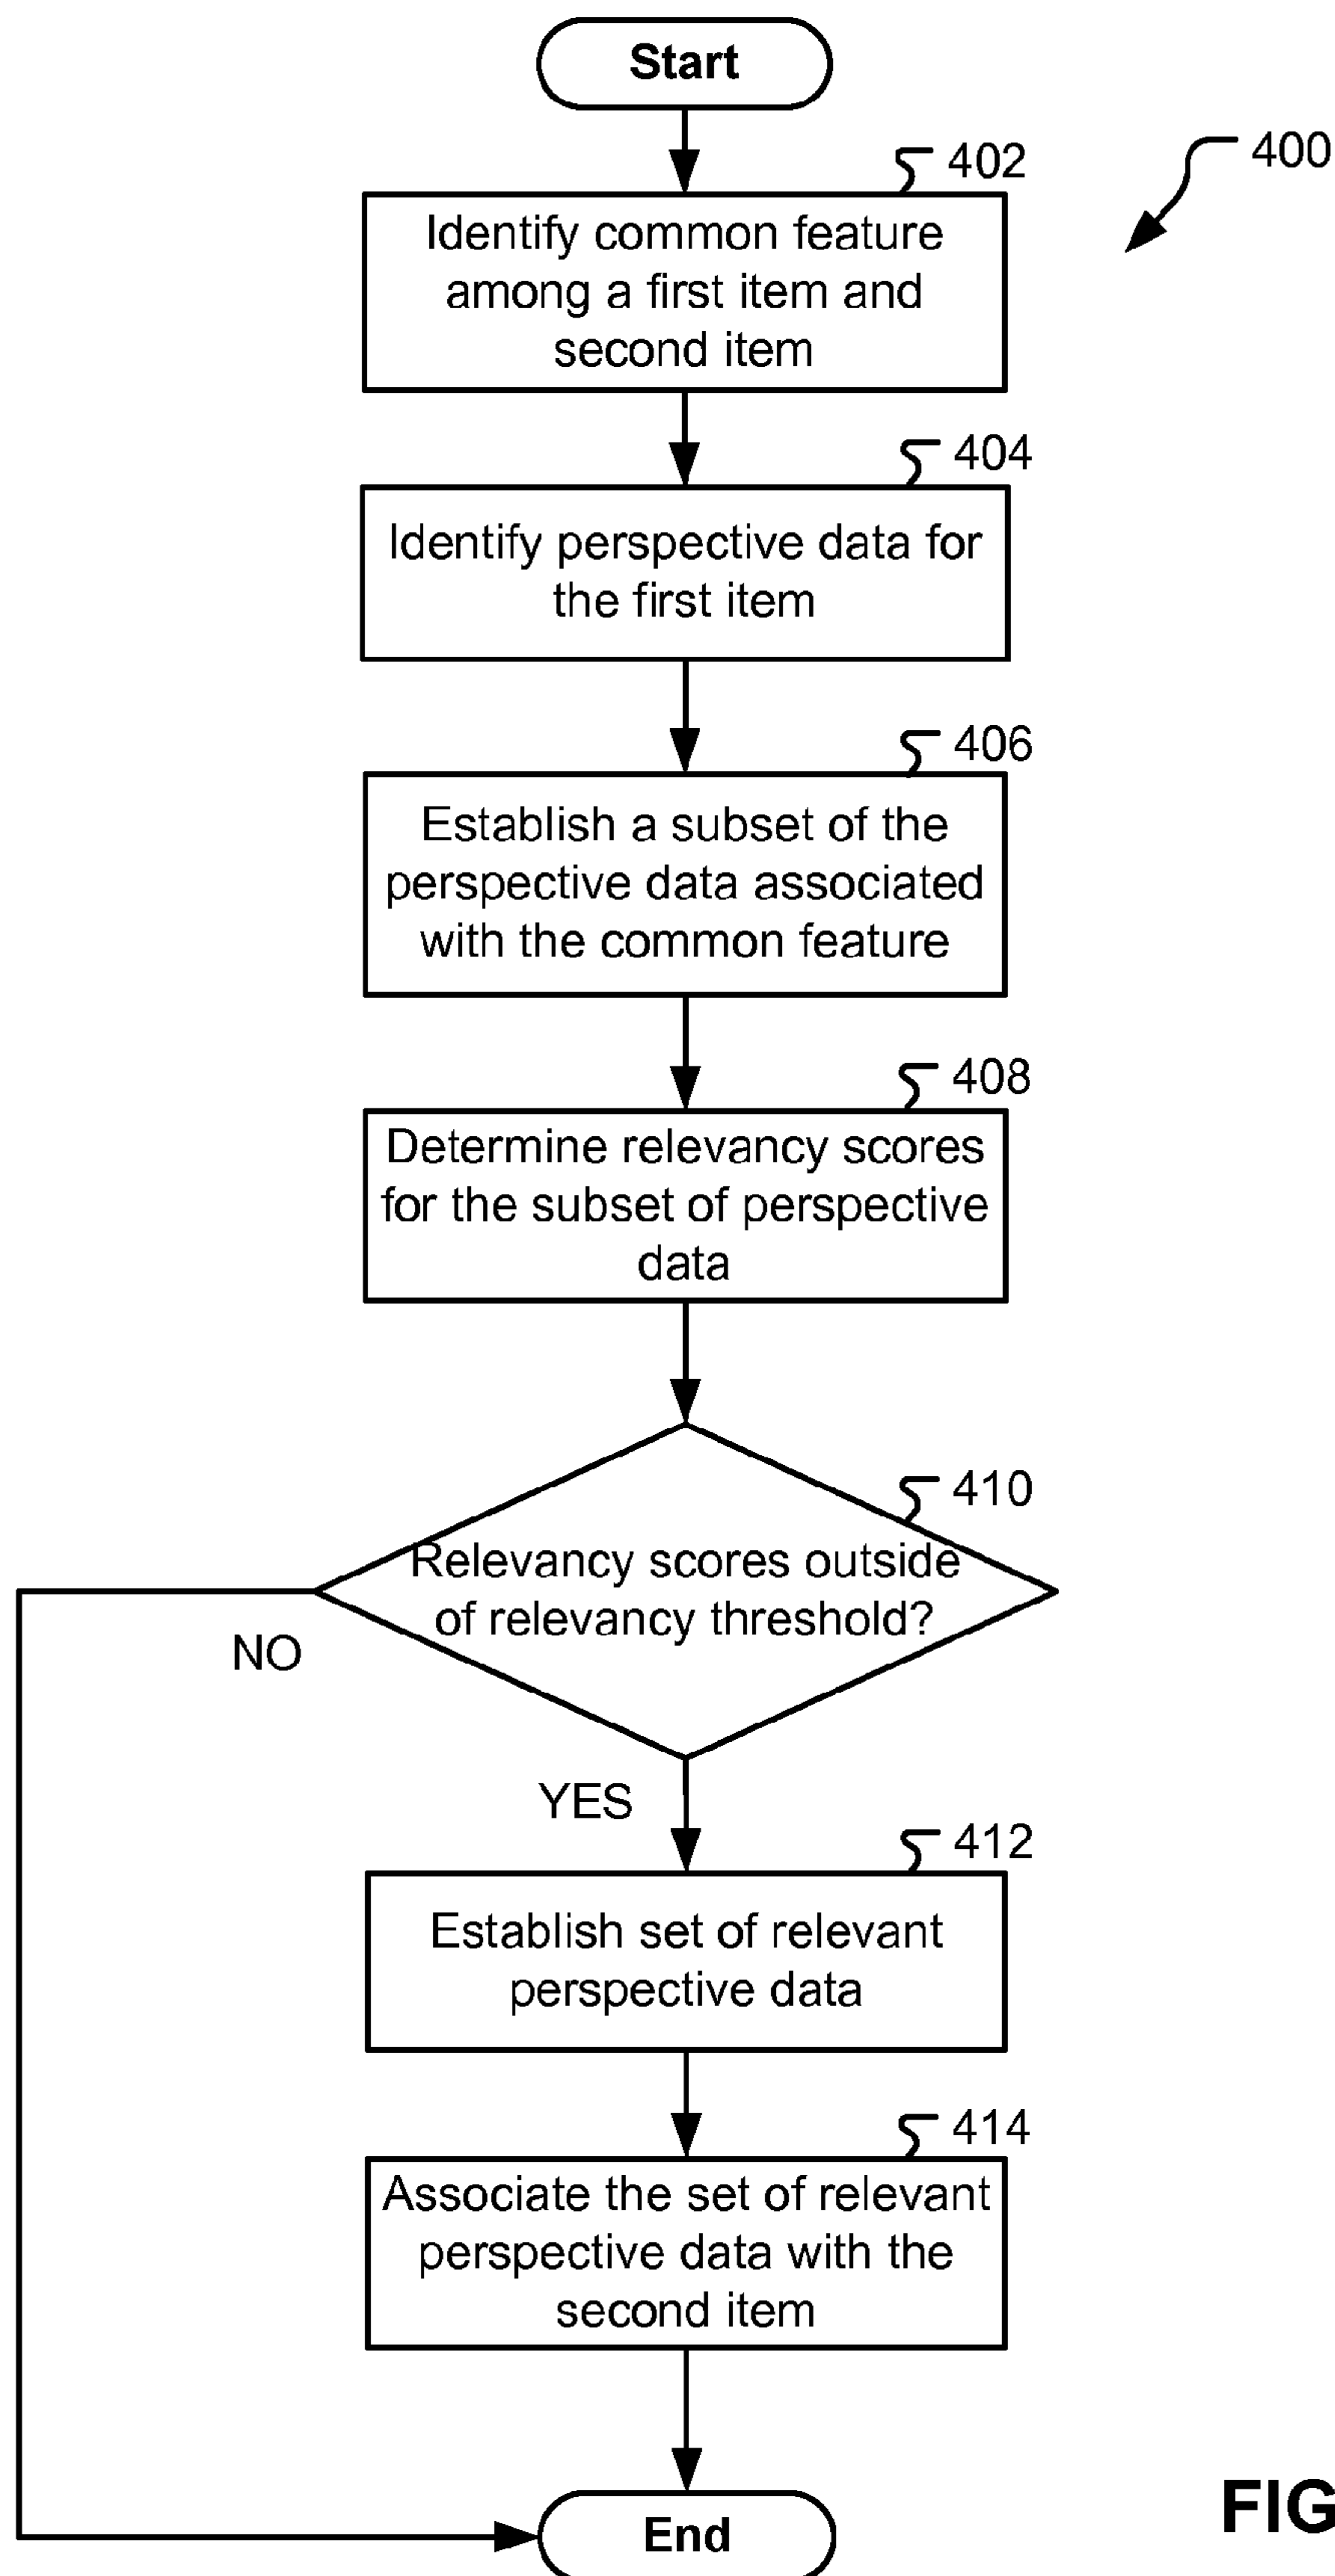 Start
400
402
Identify common feature
among a first item and
second item
404
Identify perspective data for
the first item
406
Establish a subset of the
perspective data associated
with the common feature
408
Determine relevancy scores
for the subset of perspective
data
410
Relevancy scores outside
of relevancy threshold?
NO
YES
412
Establish set of relevant
perspective data
414
Associate the set of relevant
perspective data with the
second item
End
FIG